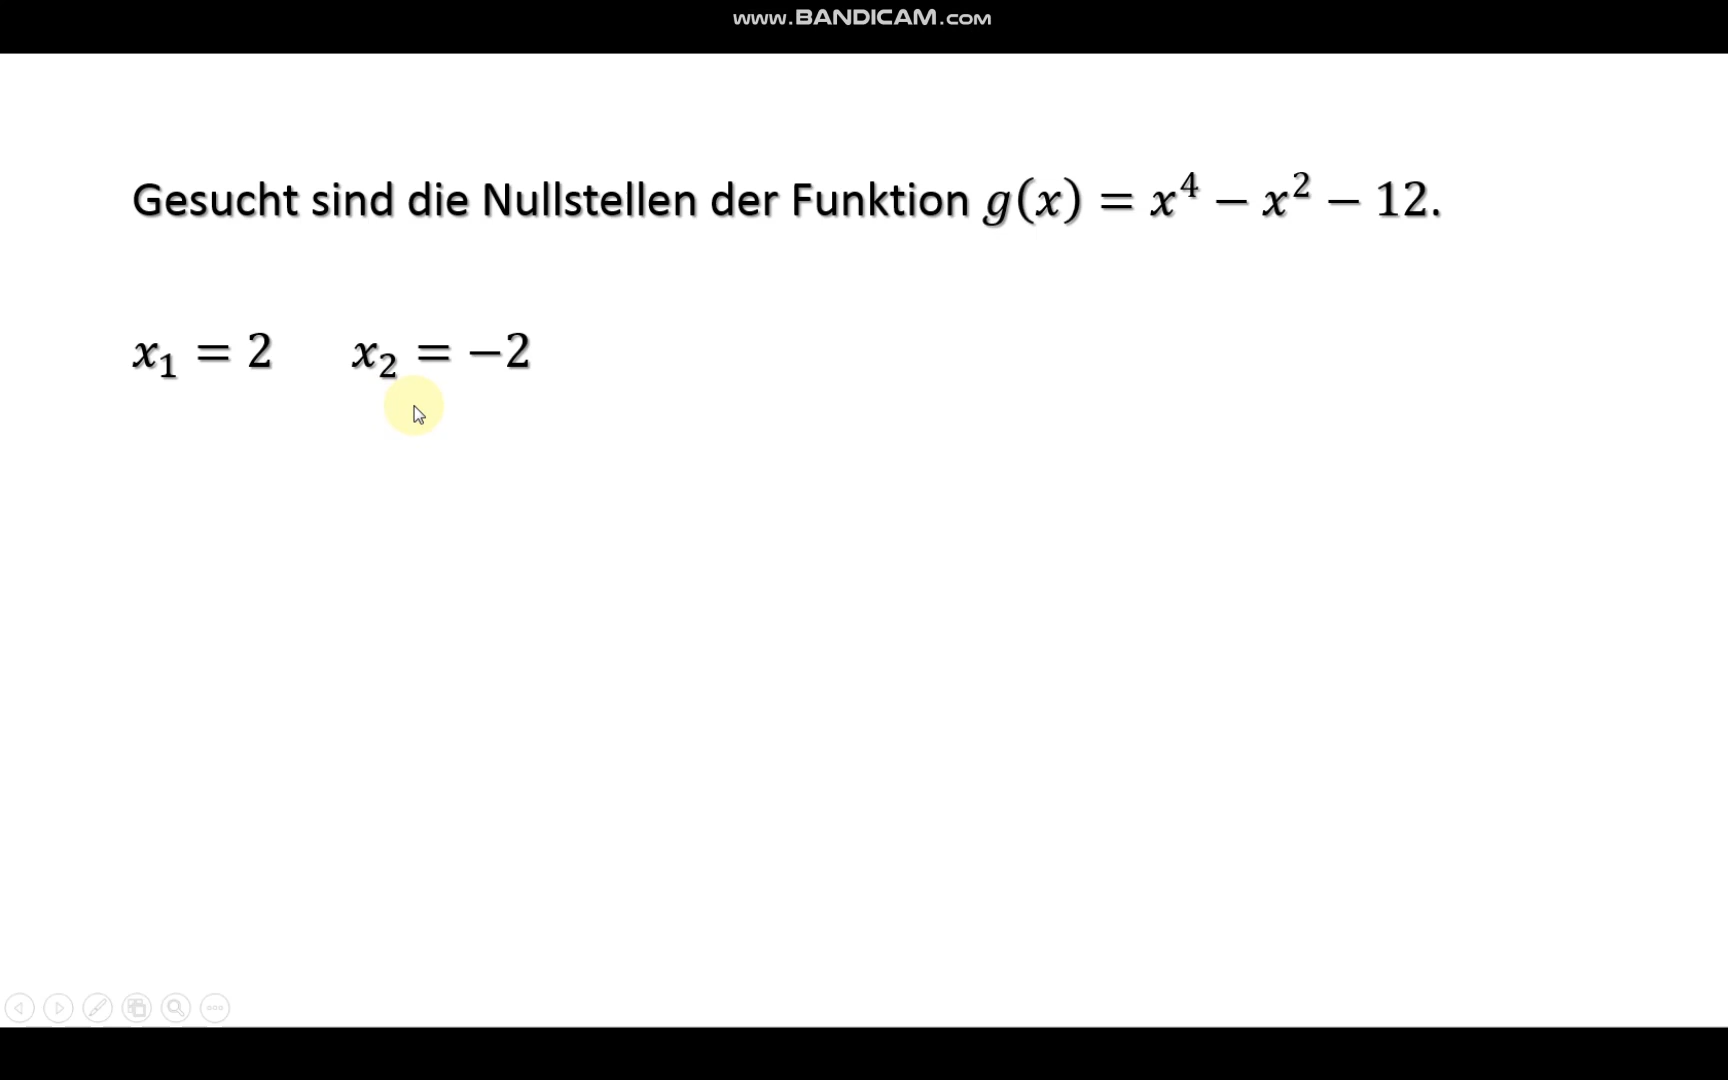 www.BANDICAM.com
Gesucht sind die Nullstellen der Funktion g(x) = x⁴ − x² − 12.
x₁ = 2 x₂ = −2